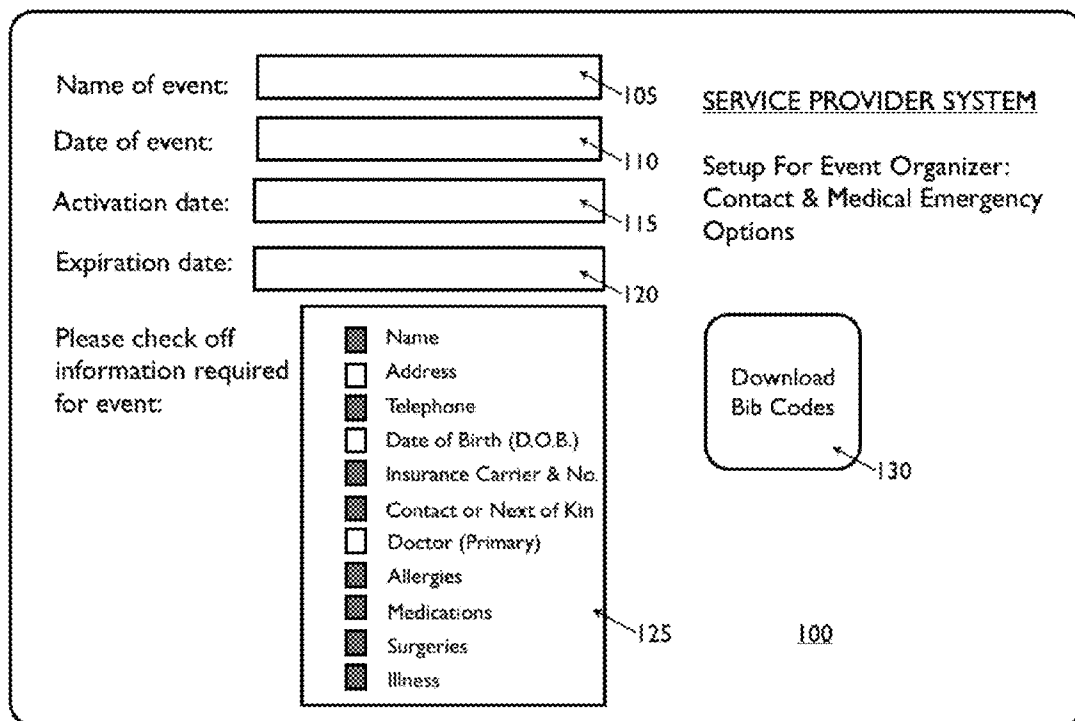 Name of event:
105
Date of event:
110
Activation date:
115
Expiration date:
120
SERVICE PROVIDER SYSTEM
Setup For Event Organizer:
Contact & Medical Emergency
Options
Please check off
information required
for event:
Name
Address
Telephone
Date of Birth (D.O.B.)
Insurance Carrier & No.
Contact or Next of Kin
Doctor (Primary)
Allergies
Medications
Surgeries
Illness
125
Download
Bib Codes
130
100